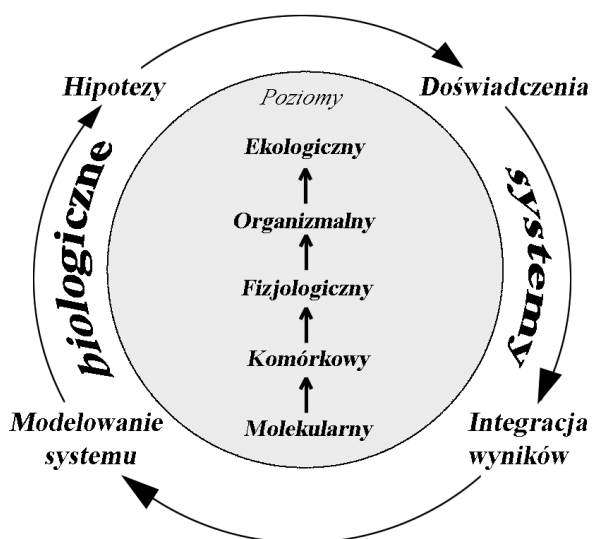 Hipotezy
Doświadczenia
Poziomy
Ekologiczny
Organizmalny
Fizjologiczny
Komórkowy
Molekularny
biologiczne
systemy
Modelowanie
systemu
Integracja
wyników